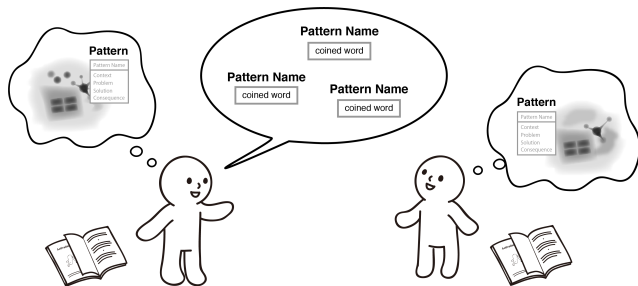 Pattern
Pattern Name
Context
Problem
Solution
Consequence
Pattern Name
coined word
Pattern Name
coined word
Pattern Name
coined word
Pattern
Pattern Name
Context
Problem
Solution
Consequence